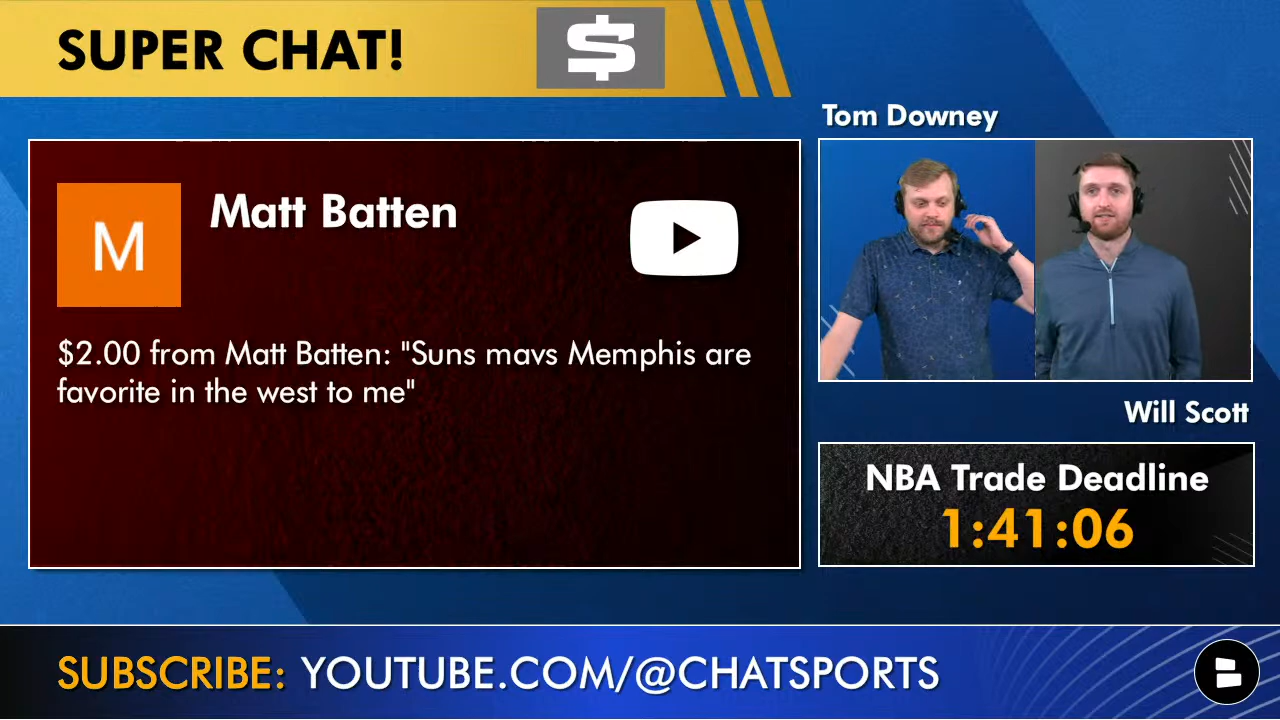 SUPER CHAT!
$
Tom Downey
M
Matt Batten
$2.00 from Matt Batten: "Suns mavs Memphis are
favorite in the west to me"
Will Scott
NBA Trade Deadline
1:41:06
SUBSCRIBE: YOUTUBE.COM/@CHATSPORTS